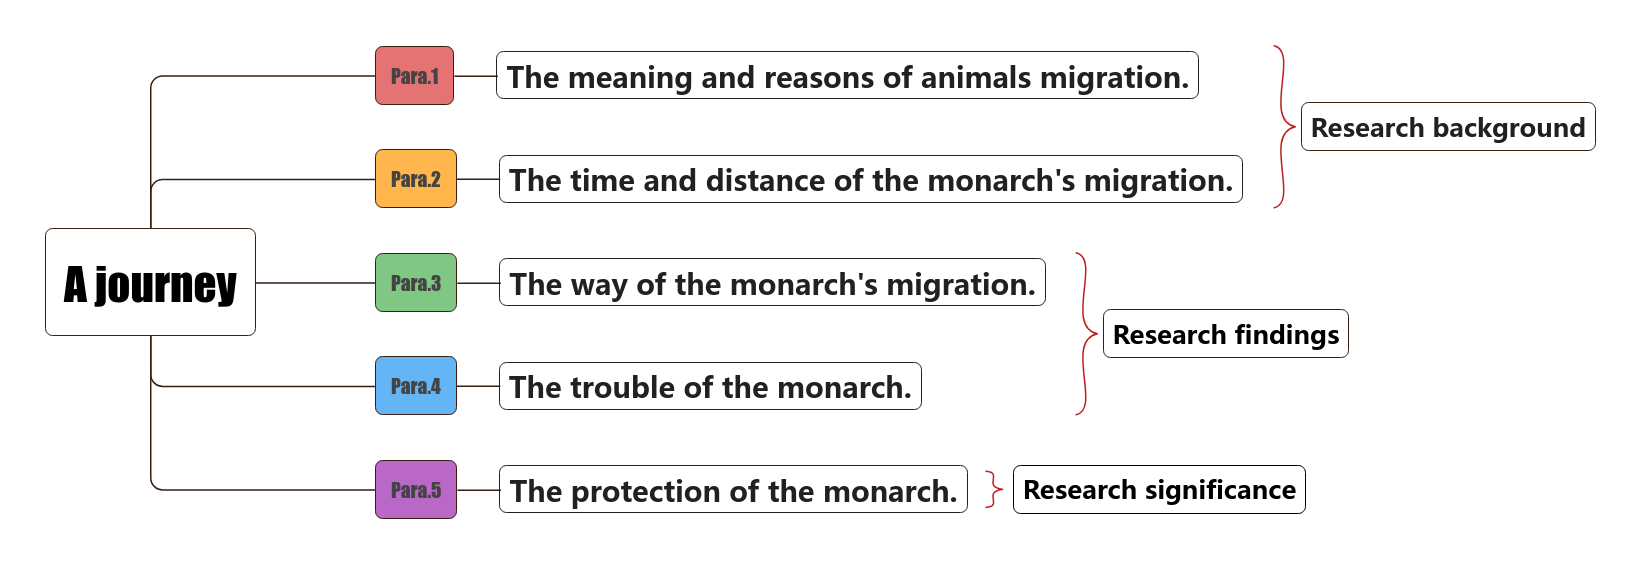 A journey
Para.1
The meaning and reasons of animals migration.
Para.2
The time and distance of the monarch's migration.
Research background
Para.3
The way of the monarch's migration.
Para.4
The trouble of the monarch.
Research findings
Para.5
The protection of the monarch.
Research significance